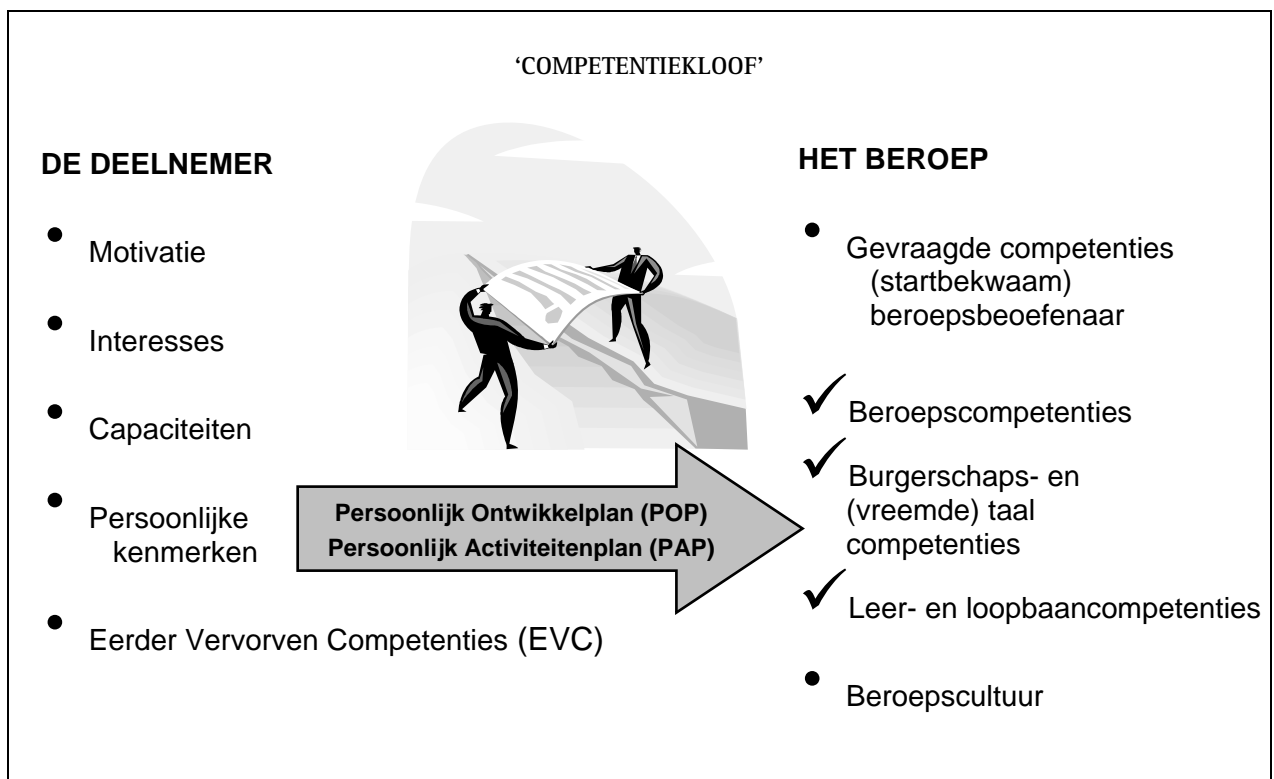 ‘COMPETENTIEKLOOF’
DE DEELNEMER
• Motivatie
• Interesses
• Capaciteiten
• Persoonlijke
kenmerken
• Eerder Vervorven Competenties (EVC)
Persoonlijk Ontwikkelplan (POP)
Persoonlijk Activiteitenplan (PAP)
HET BEROEP
• Gevraagde competenties
(startbekwaam)
beroepsbeoefenaar
✓ Beroepscompetenties
✓ Burgerschaps- en
(vreemde) taal
competenties
✓ Leer- en loopbaancompetenties
• Beroepscultuur